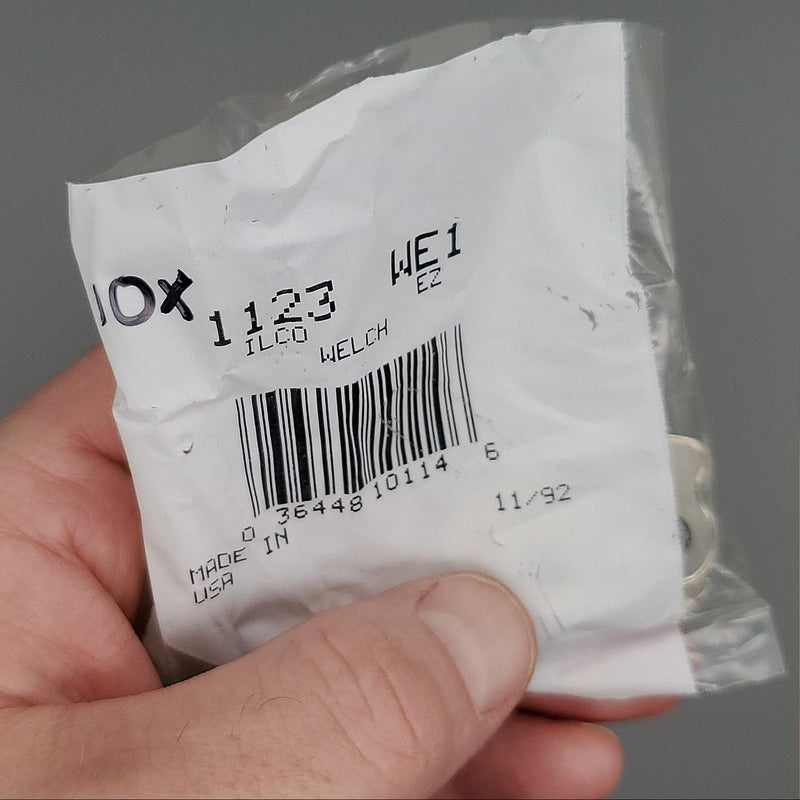 10X 1123 WE1
ILCO EZ
WELCH
0 36448 10114 6
11/92
MADE IN
USA